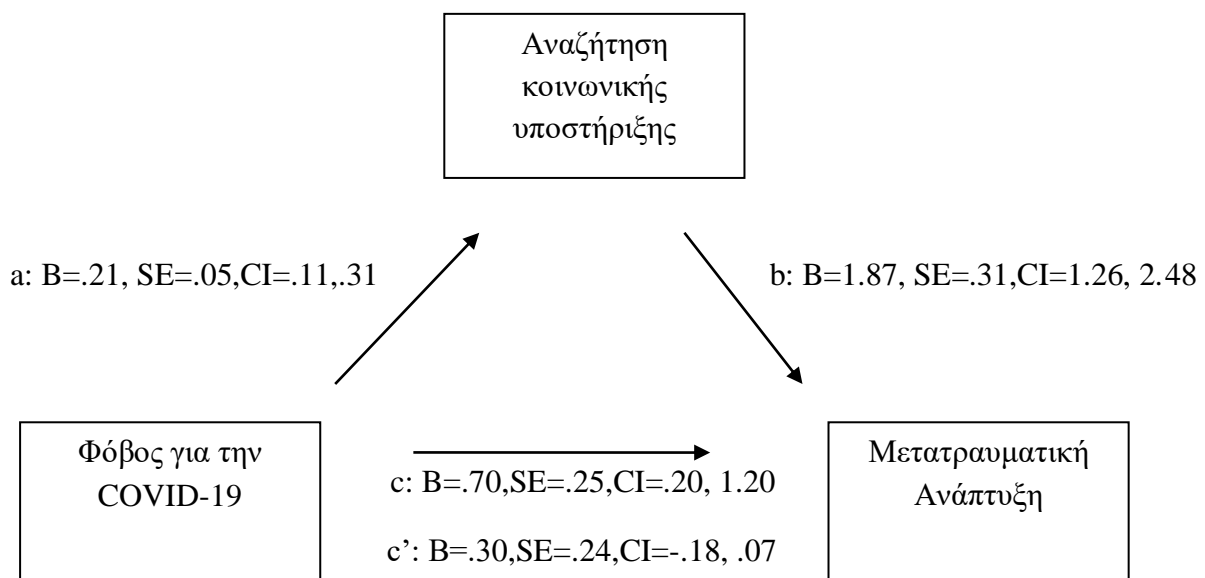 Αναζήτηση
κοινωνικής
υποστήριξης
a: B=.21, SE=.05,CI=.11,.31
b: B=1.87, SE=.31,CI=1.26, 2.48
Φόβος για την
COVID-19
c: B=.70,SE=.25,CI=.20, 1.20
c’: B=.30,SE=.24,CI=-.18, .07
Μετατραυματική
Ανάπτυξη